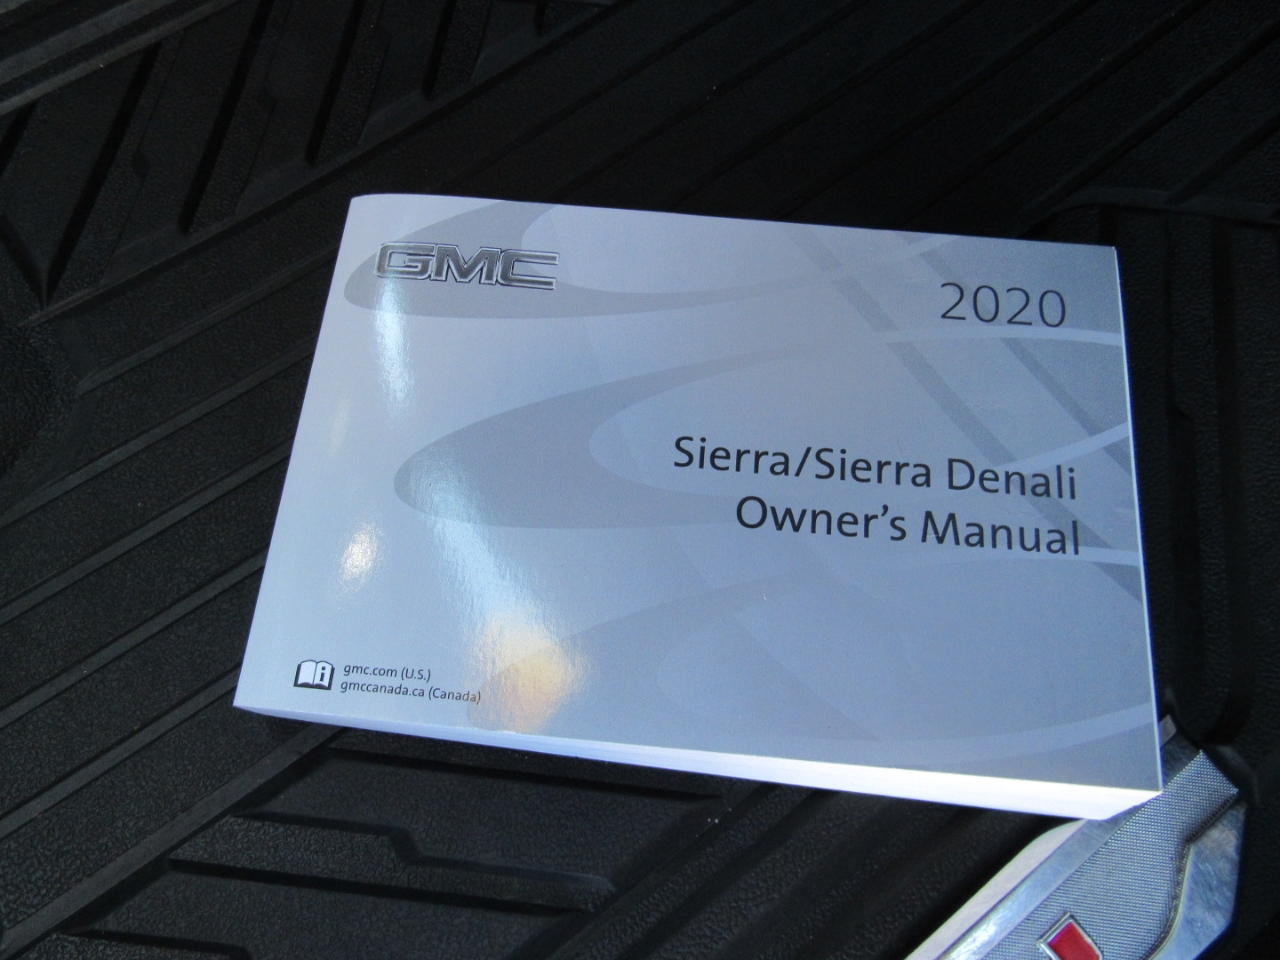 GMC
2020
Sierra/Sierra Denali
Owner's Manual
gmc.com (U.S.)
gmccanada.ca (Canada)